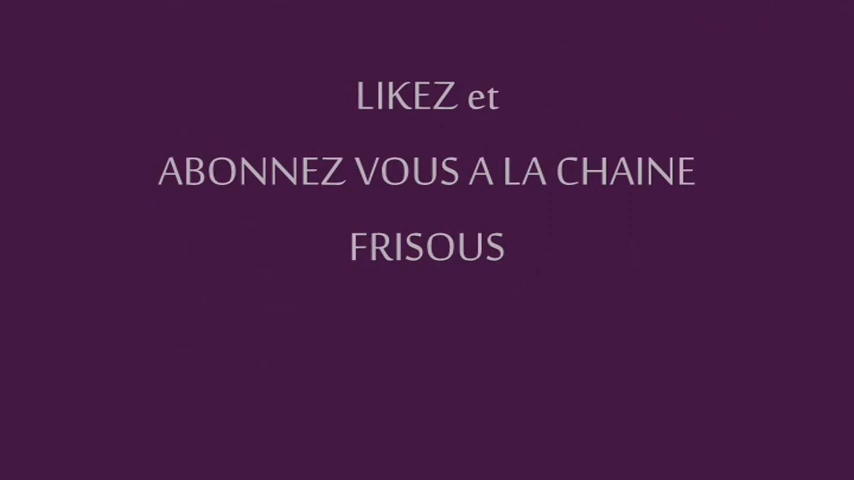 LIKEZ et
ABONNEZ VOUS A LA CHAINE
FRISOUS